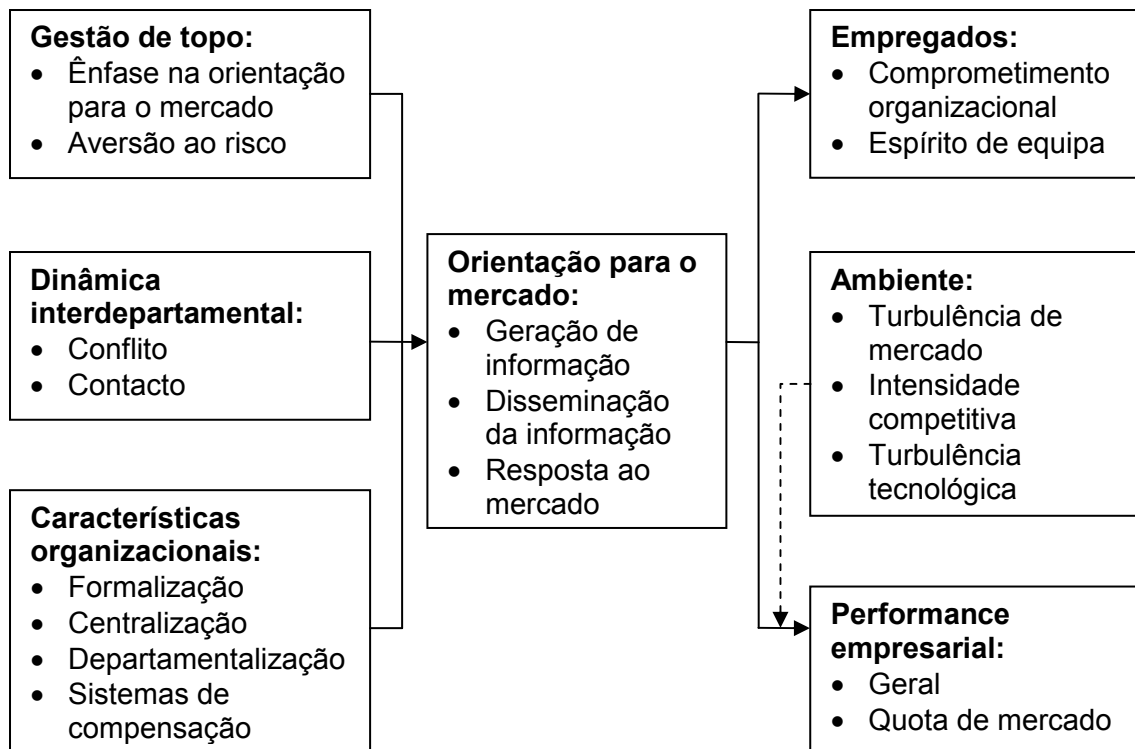 Gestão de topo:
• Ênfase na orientação
para o mercado
• Aversão ao risco
Dinâmica
interdepartamental:
• Conflito
• Contacto
Características
organizacionais:
• Formalização
• Centralização
• Departamentalização
• Sistemas de
compensação
Orientação para o
mercado:
• Geração de
informação
• Disseminação
da informação
• Resposta ao
mercado
Empregados:
• Comprometimento
organizacional
• Espírito de equipa
Ambiente:
• Turbulência de
mercado
• Intensidade
competitiva
• Turbulência
tecnológica
Performance
empresarial:
• Geral
• Quota de mercado